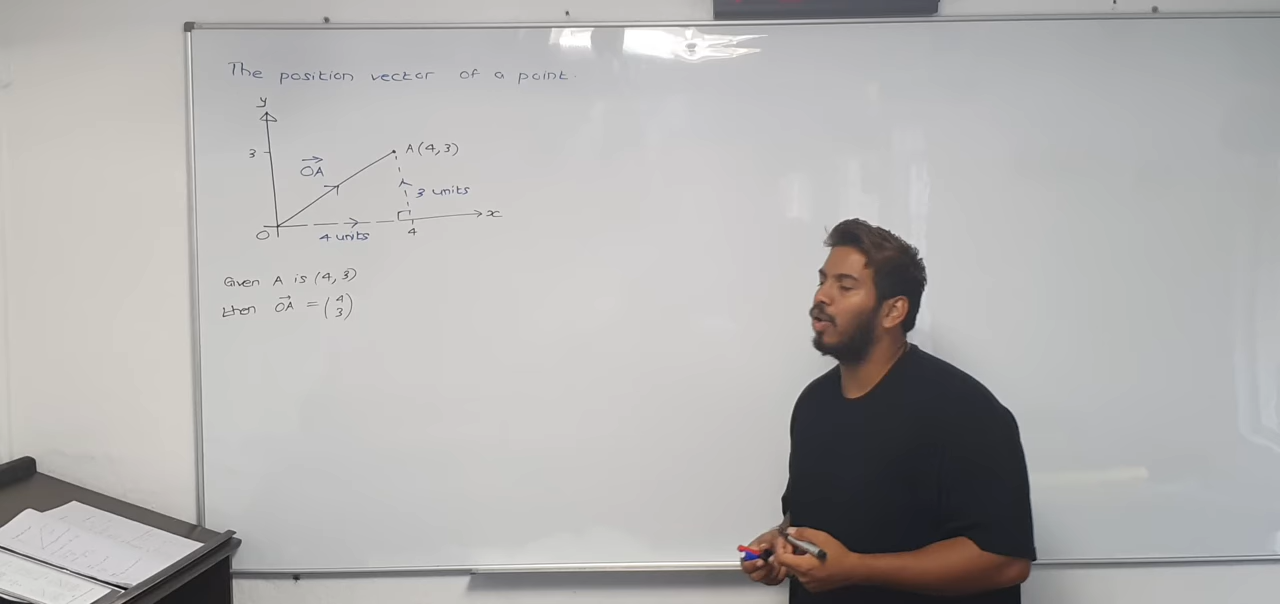 The position vector of a point.
y
3
OA
A(4,3)
3 units
O
4 units
4
x
Given A is (4, 3)
then OA = (4
3)